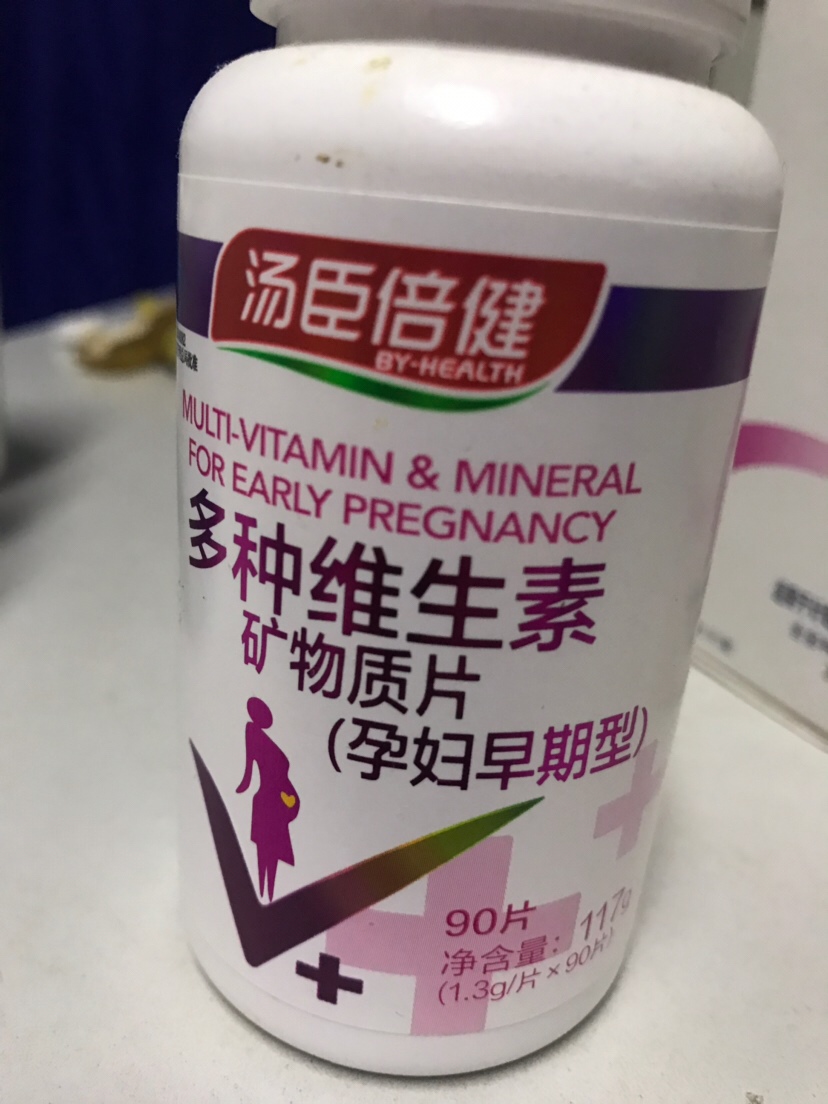 汤臣倍健
BY-HEALTH
MULTI-VITAMIN & MINERAL
FOR EARLY PREGNANCY
多种维生素
矿物质片
(孕妇早期型)
90片
净含量: 117g
(1.3g/片×90片)